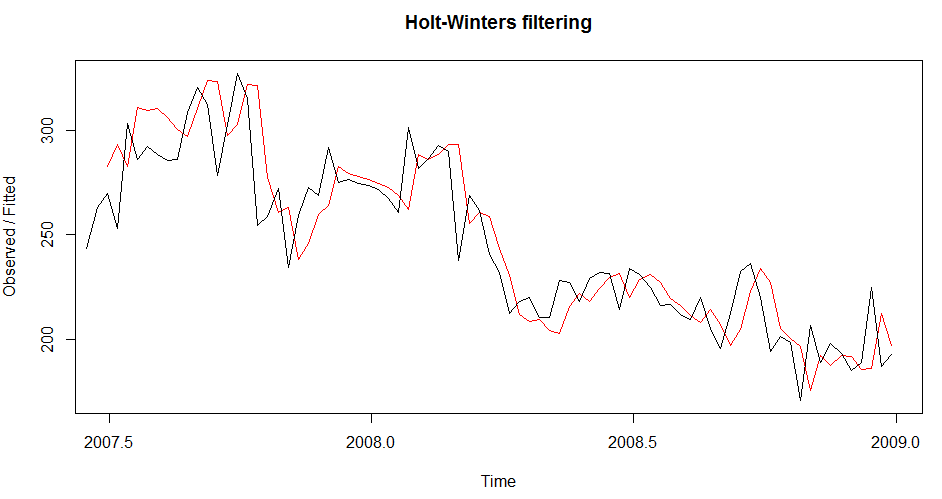 Holt-Winters filtering
Observed / Fitted
300
250
200
2007.5 2008.0 2008.5 2009.0
Time